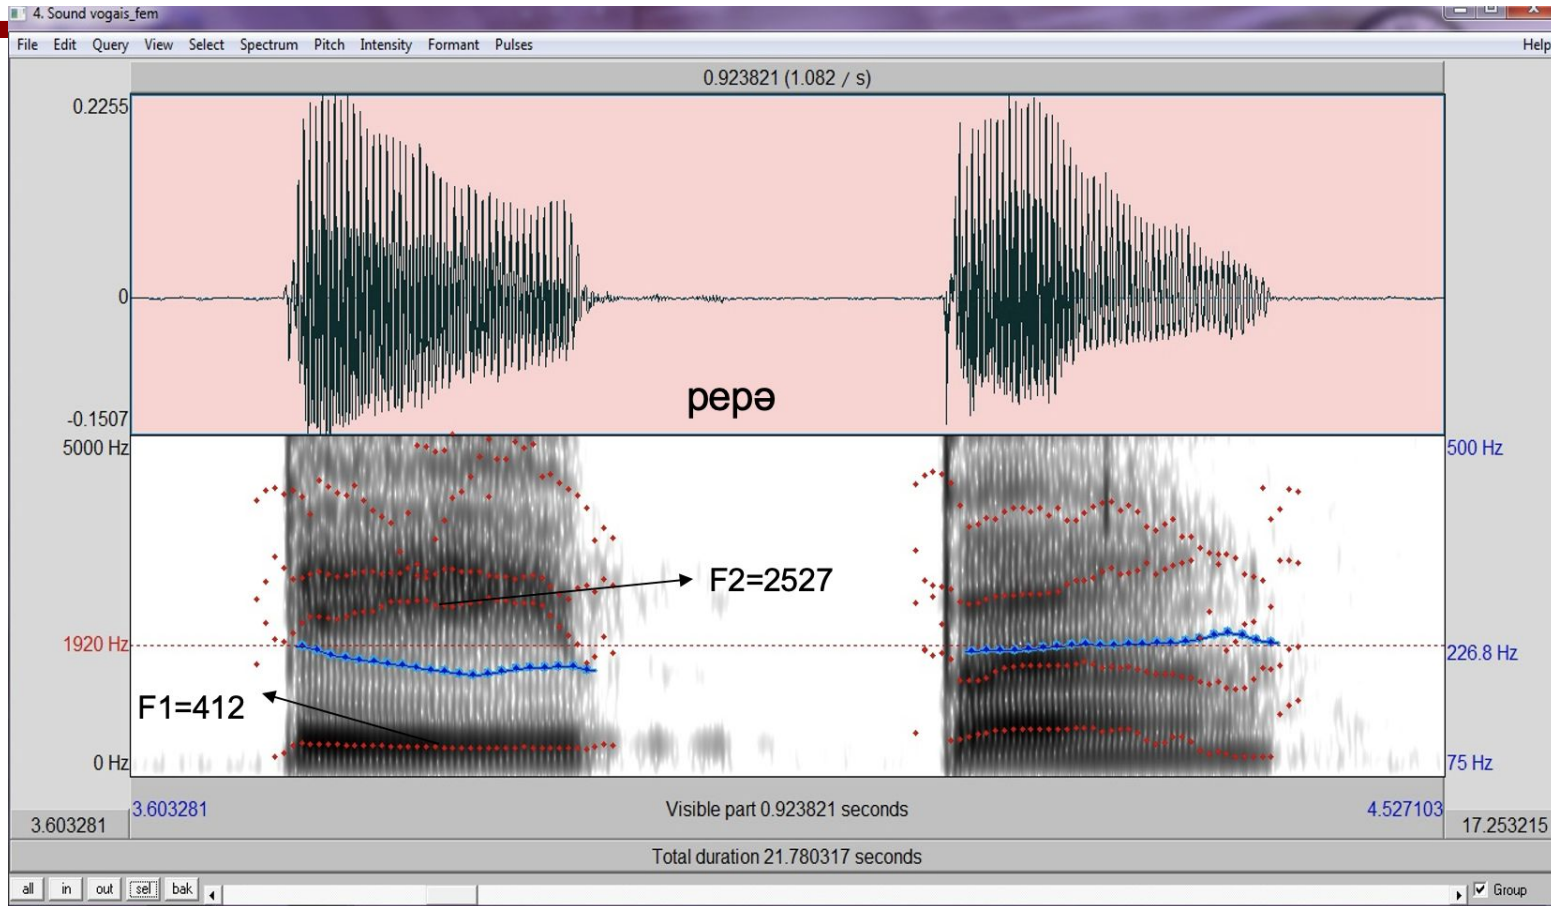 4. Sound vogais_fem
File Edit Query View Select Spectrum Pitch Intensity Formant Pulses Help
0.923821 (1.082 / s)
0.2255
0
-0.1507
pepə
5000 Hz 500 Hz
F2=2527
1920 Hz 226.8 Hz
F1=412
0 Hz 75 Hz
3.603281 Visible part 0.923821 seconds 4.527103
3.603281 17.253215
Total duration 21.780317 seconds
all in out sel bak Group